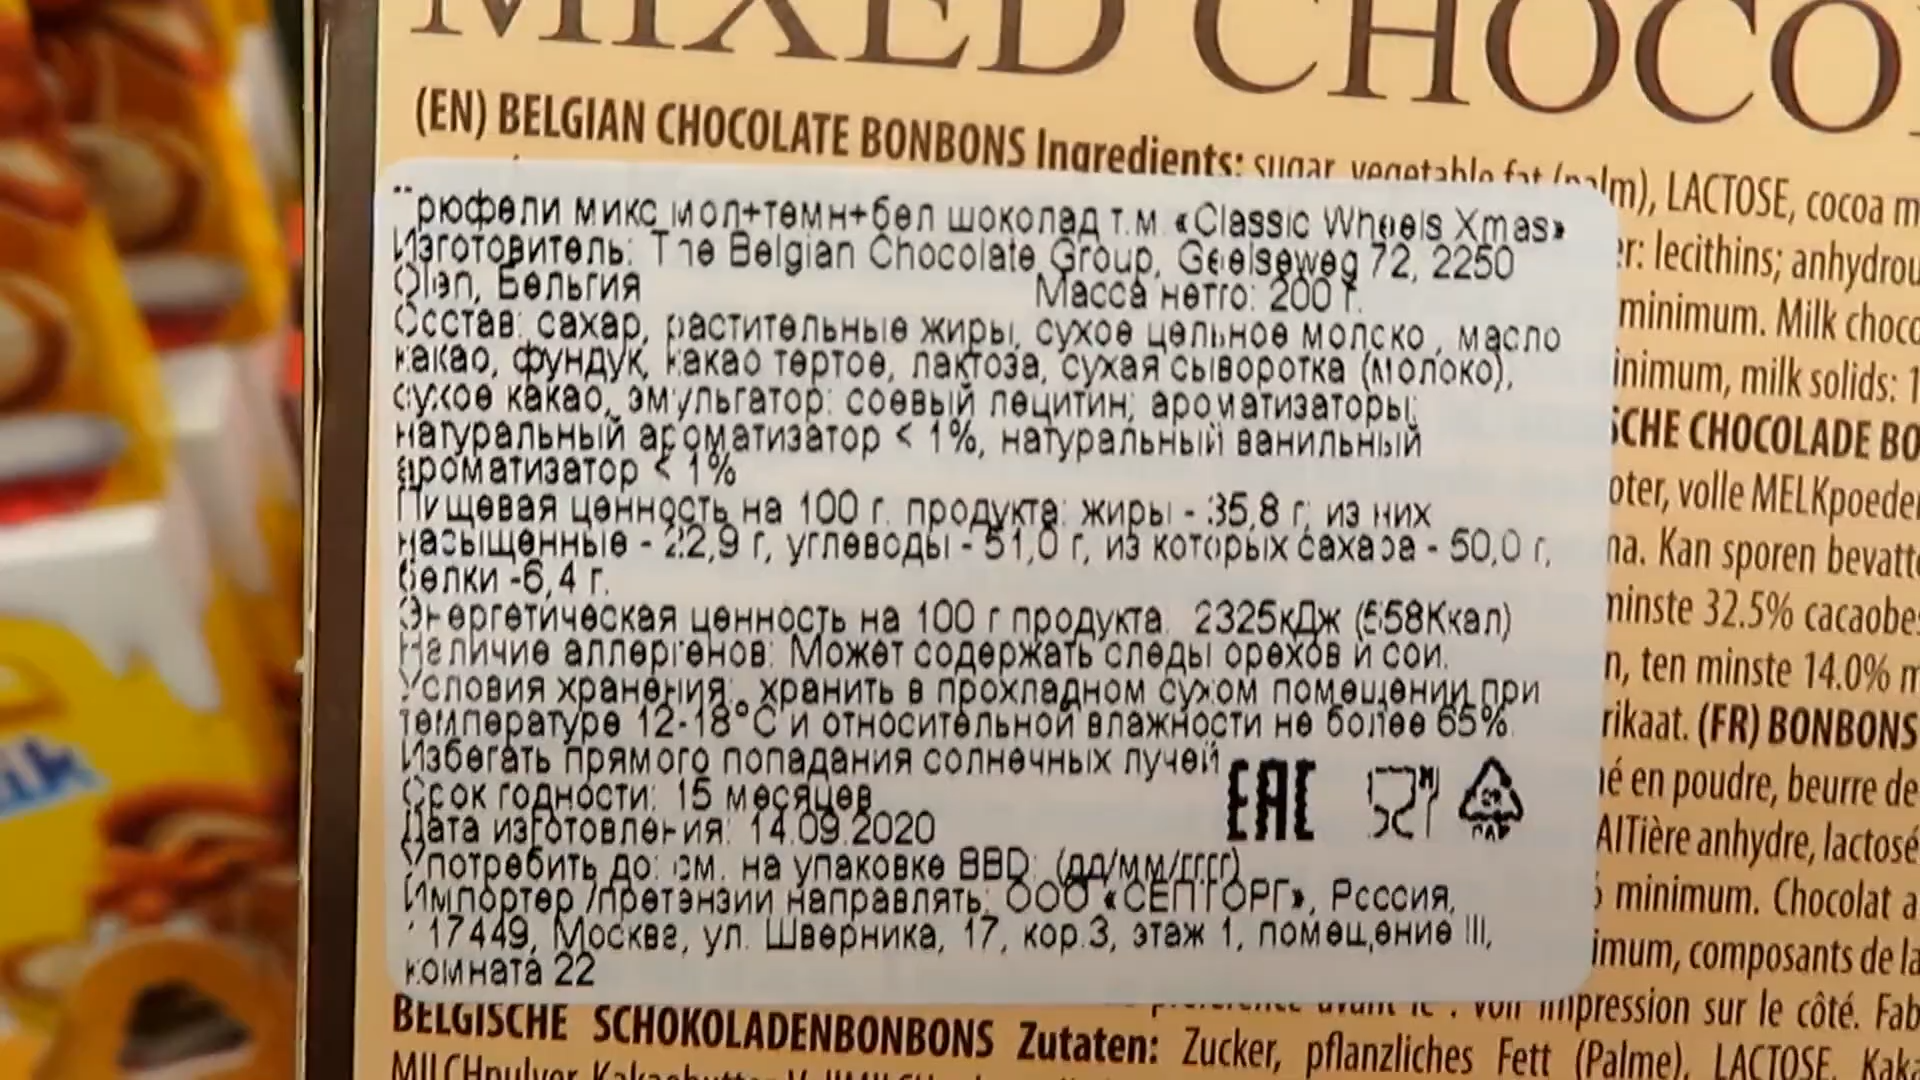 MIXED CHOCO
(EN) BELGIAN CHOCOLATE BONBONS Ingredients: sugar, vegetable fat (palm), LACTOSE, cocoa m
Трюфели микс мол+темн+бел шоколад т.м. «Classic Wheels Xmas»
Изготовитель: The Belgian Chocolate Group, Geelseweg 72, 2250
Olen, Бельгия Масса нетто: 200 г.
Состав: сахар, растительные жиры, сухое цельное молоко, масло
какао, фундук, какао тертое, лактоза, сухая сыворотка (молоко),
сухое какао, эмульгатор: соевый лецитин; ароматизаторы:
натуральный ароматизатор < 1%, натуральный ванильный
ароматизатор < 1%
Пищевая ценность на 100 г. продукта: жиры - 35,8 г, из них
насыщенные - 22,9 г, углеводы - 51,0 г, из которых сахара - 50,0 г,
белки -6,4 г.
Энергетическая ценность на 100 г продукта. 2325кДж (558Ккал)
Наличие аллергенов: Может содержать следы орехов и сои.
Условия хранения: хранить в прохладном сухом помещении при
температуре 12-18°С и относительной влажности не более 65%.
Избегать прямого попадания солнечных лучей
Срок годности: 15 месяцев
Дата изготовления: 14.09.2020
EAC
Употребить до: см. на упаковке BBD: (дд/мм/гггг)
Импортер /претензии направлять: ООО «СЕПТОРГ», Россия,
117449, Москва, ул. Шверника, 17, кор.3, этаж 1, помещение III,
комната 22
er: lecithins; anhydrou
minimum. Milk choco
inimum, milk solids: 1
SCHE CHOCOLADE BO
oter, volle MELKpoeder
na. Kan sporen bevatte
minste 32.5% cacaobes
n, ten minste 14.0% m
rikaat. (FR) BONBONS
é en poudre, beurre de
AITière anhydre, lactosé
minimum. Chocolat a
imum, composants de la
voir impression sur le côté. Fab
BELGISCHE SCHOKOLADENBONBONS Zutaten: Zucker, pflanzliches Fett (Palme), LACTOSE, Kaka
MILCHpulver, Kakaobutter